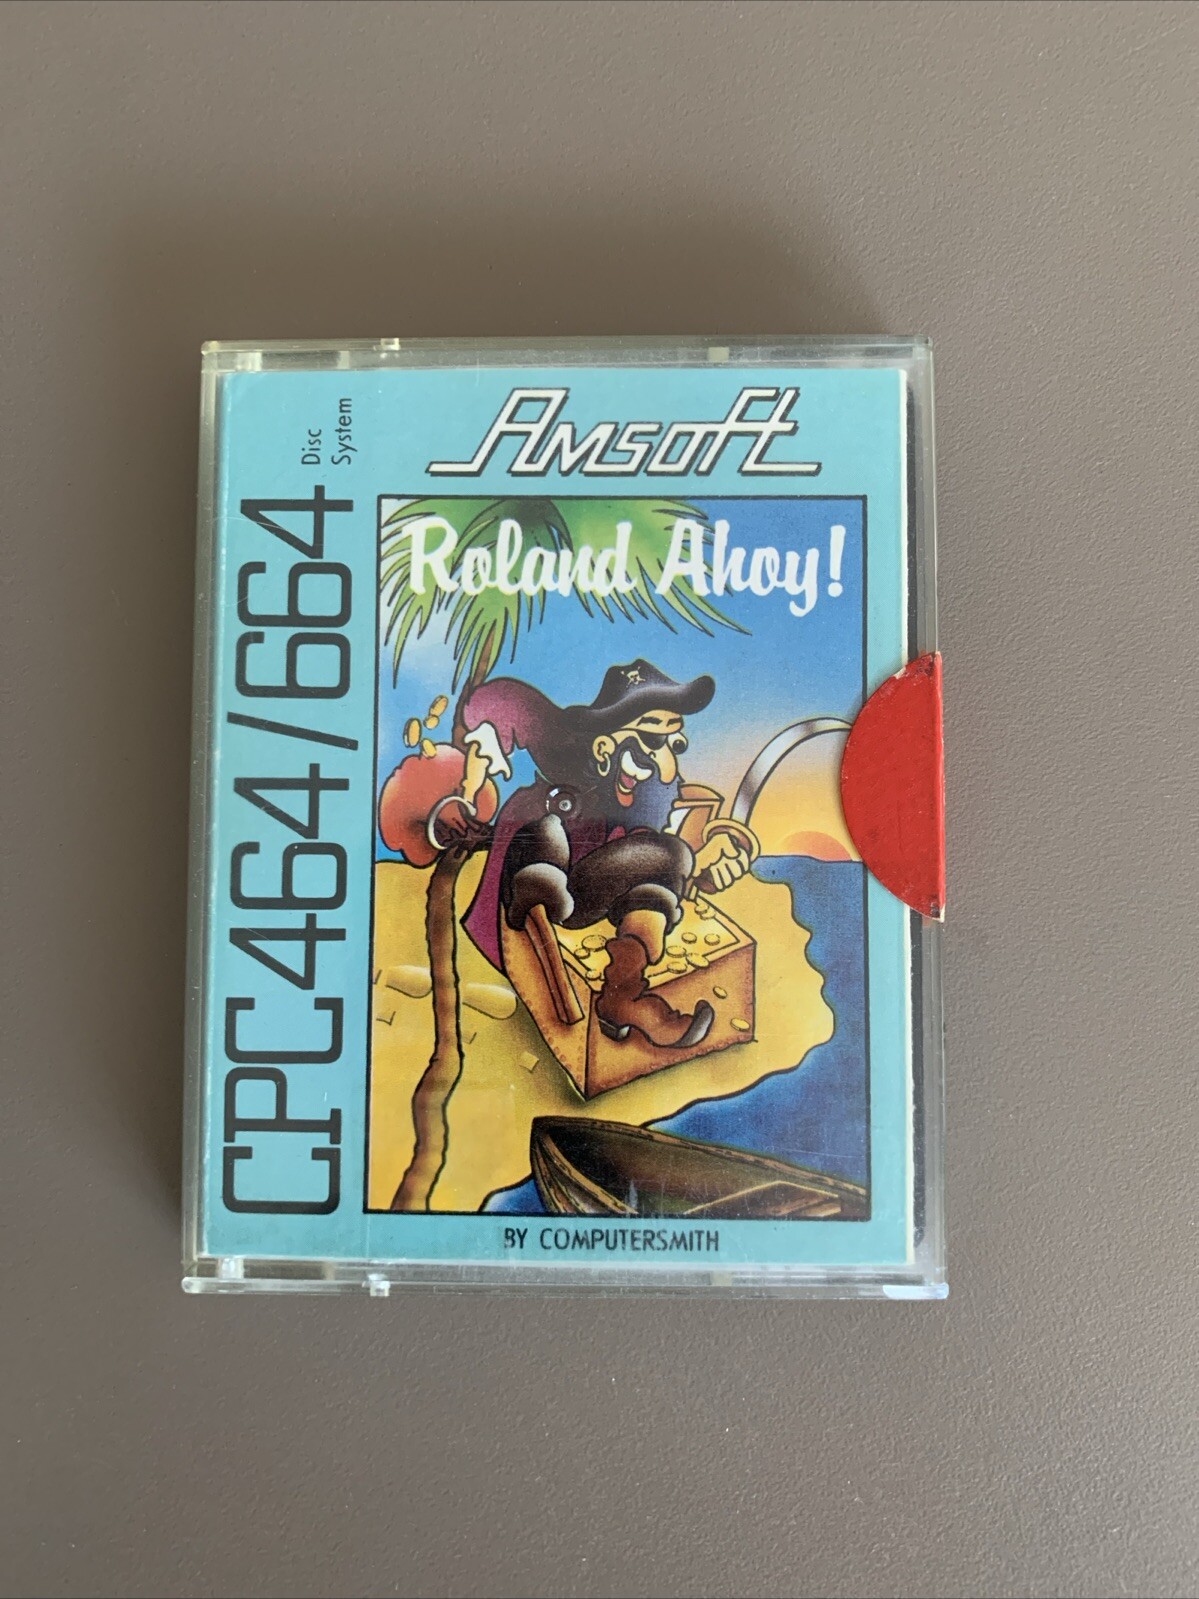 Amsoft
Roland Ahoy!
CPC464/664
Disc
System
BY COMPUTERSMITH